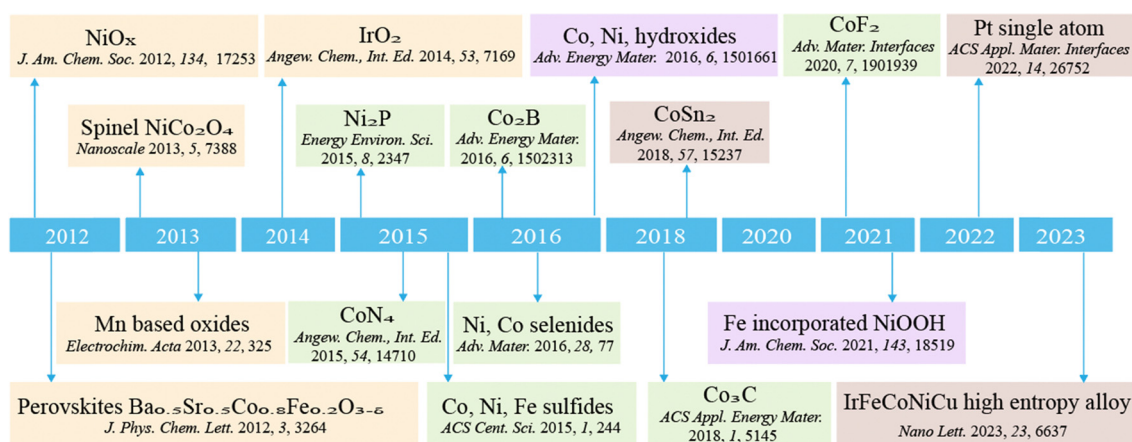 NiOₓ
J. Am. Chem. Soc. 2012, 134, 17253
IrO₂
Angew. Chem., Int. Ed. 2014, 53, 7169
Co, Ni, hydroxides
Adv. Energy Mater. 2016, 6, 1501661
CoF₂
Adv. Mater. Interfaces
2020, 7, 1901939
Pt single atom
ACS Appl. Mater. Interfaces
2022, 14, 26752
Spinel NiCo₂O₄
Nanoscale 2013, 5, 7388
Ni₂P
Energy Environ. Sci.
2015, 8, 2347
Co₂B
Adv. Energy Mater.
2016, 6, 1502313
CoSn₂
Angew. Chem., Int. Ed.
2018, 57, 15237
2012 2013 2014 2015 2016 2018 2020 2021 2022 2023
Mn based oxides
Electrochim. Acta 2013, 22, 325
CoN₄
Angew. Chem., Int. Ed.
2015, 54, 14710
Ni, Co selenides
Adv. Mater. 2016, 28, 77
Fe incorporated NiOOH
J. Am. Chem. Soc. 2021, 143, 18519
Perovskites Ba₀.₅Sr₀.₅Co₀.₈Fe₀.₂O₃₋δ
J. Phys. Chem. Lett. 2012, 3, 3264
Co, Ni, Fe sulfides
ACS Cent. Sci. 2015, 1, 244
Co₃C
ACS Appl. Energy Mater.
2018, 1, 5145
IrFeCoNiCu high entropy alloy
Nano Lett. 2023, 23, 6637